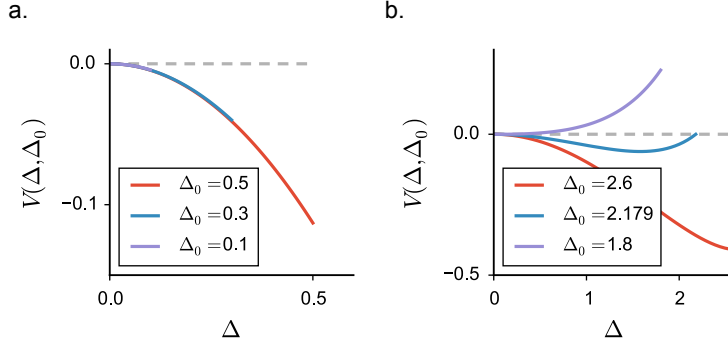 a.
0.0
−0.1
V(Δ,Δ₀)
Δ₀ =0.5
Δ₀ =0.3
Δ₀ =0.1
0.0
0.5
Δ
b.
0.0
−0.5
V(Δ,Δ₀)
Δ₀ =2.6
Δ₀ =2.179
Δ₀ =1.8
0
1
2
Δ